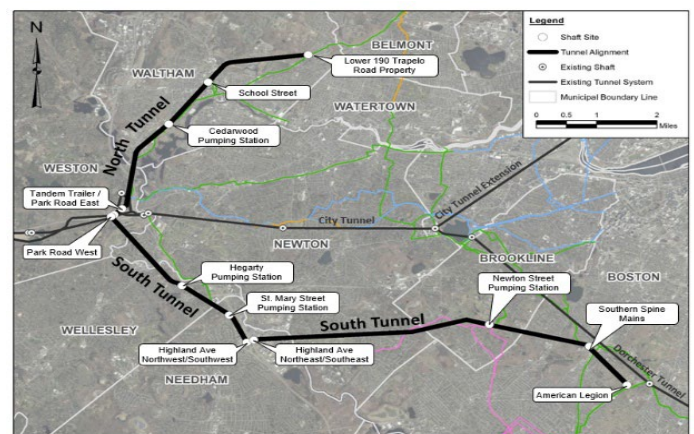 N
Legend
Shaft Site
Tunnel Alignment
Existing Shaft
Existing Tunnel System
Municipal Boundary Line
0 0.5 1 2
Miles
BELMONT
Lower 190 Trapelo
Road Property
WALTHAM
School Street
WATERTOWN
North Tunnel
Cedarwood
Pumping Station
WESTON
Tandem Trailer /
Park Road East
City Tunnel Extension
City Tunnel
Park Road West
NEWTON
BROOKLINE
BOSTON
Hegarty
Pumping Station
Newton Street
Pumping Station
South Tunnel
St. Mary Street
Pumping Station
Southern Spine
Mains
South Tunnel
WELLESLEY
Highland Ave
Northwest/Southwest
Highland Ave
Northeast/Southeast
Dorchester Tunnel
NEEDHAM
American Legion